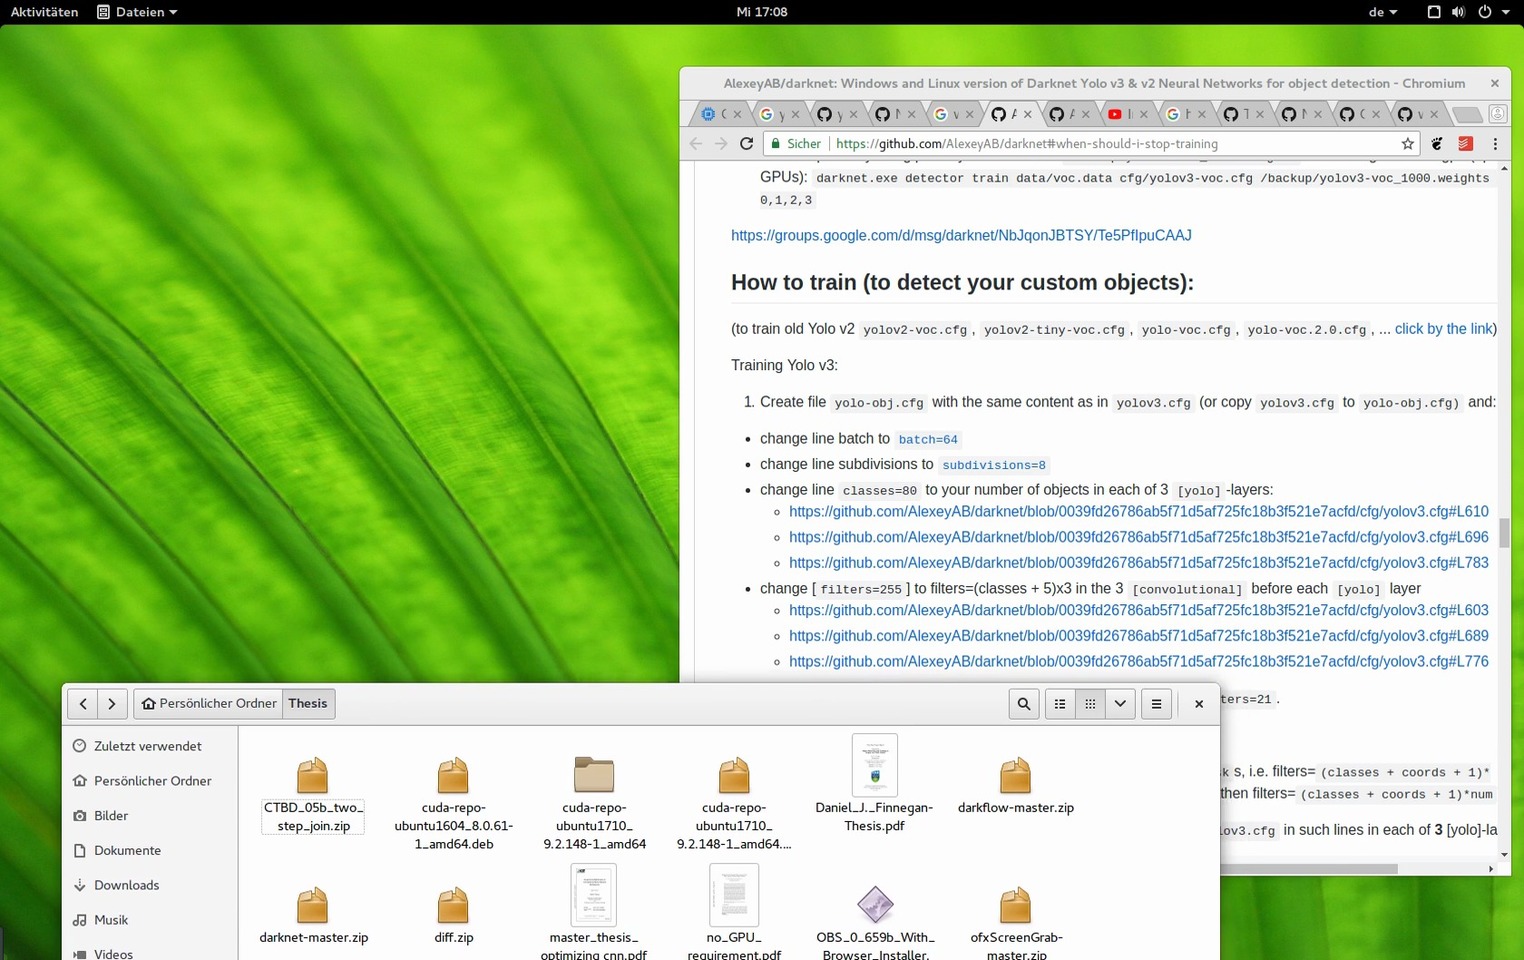 Aktivitäten Dateien Mi 17:08 de
AlexeyAB/darknet: Windows and Linux version of Darknet Yolo v3 & v2 Neural Networks for object detection - Chromium
Sicher https://github.com/AlexeyAB/darknet#when-should-i-stop-training
GPUs): darknet.exe detector train data/voc.data cfg/yolov3-voc.cfg /backup/yolov3-voc_1000.weights
0,1,2,3
https://groups.google.com/d/msg/darknet/NbJqonJBTSY/Te5PfIpuCAAJ
How to train (to detect your custom objects):
(to train old Yolo v2 yolov2-voc.cfg, yolov2-tiny-voc.cfg, yolo-voc.cfg, yolo-voc.2.0.cfg, ... click by the link)
Training Yolo v3:
1. Create file yolo-obj.cfg with the same content as in yolov3.cfg (or copy yolov3.cfg to yolo-obj.cfg) and:
• change line batch to batch=64
• change line subdivisions to subdivisions=8
• change line classes=80 to your number of objects in each of 3 [yolo]-layers:
https://github.com/AlexeyAB/darknet/blob/0039fd26786ab5f71d5af725fc18b3f521e7acfd/cfg/yolov3.cfg#L610
https://github.com/AlexeyAB/darknet/blob/0039fd26786ab5f71d5af725fc18b3f521e7acfd/cfg/yolov3.cfg#L696
https://github.com/AlexeyAB/darknet/blob/0039fd26786ab5f71d5af725fc18b3f521e7acfd/cfg/yolov3.cfg#L783
• change [filters=255] to filters=(classes + 5)x3 in the 3 [convolutional] before each [yolo] layer
https://github.com/AlexeyAB/darknet/blob/0039fd26786ab5f71d5af725fc18b3f521e7acfd/cfg/yolov3.cfg#L603
https://github.com/AlexeyAB/darknet/blob/0039fd26786ab5f71d5af725fc18b3f521e7acfd/cfg/yolov3.cfg#L689
https://github.com/AlexeyAB/darknet/blob/0039fd26786ab5f71d5af725fc18b3f521e7acfd/cfg/yolov3.cfg#L776
ters=21.
sk s, i.e. filters= (classes + coords + 1)*
then filters= (classes + coords + 1)*num
lov3.cfg in such lines in each of 3 [yolo]-la
Persönlicher Ordner Thesis
Zuletzt verwendet
Persönlicher Ordner
Bilder
Dokumente
Downloads
Musik
Videos
CTBD_05b_two_
step_join.zip
cuda-repo-
ubuntu1604_8.0.61-
1_amd64.deb
cuda-repo-
ubuntu1710_
9.2.148-1_amd64
cuda-repo-
ubuntu1710_
9.2.148-1_amd64....
Daniel_J._Finnegan-
Thesis.pdf
darkflow-master.zip
darknet-master.zip
diff.zip
master_thesis_
optimizing_cnn.pdf
no_GPU_
requirement.pdf
OBS_0_659b_With_
Browser_Installer.
ofxScreenGrab-
master.zip